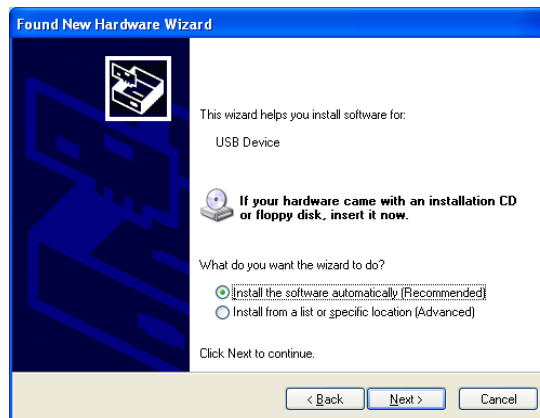 Found New Hardware Wizard
This wizard helps you install software for:
USB Device
If your hardware came with an installation CD
or floppy disk, insert it now.
What do you want the wizard to do?
Install the software automatically (Recommended)
Install from a list or specific location (Advanced)
Click Next to continue.
< Back
Next >
Cancel